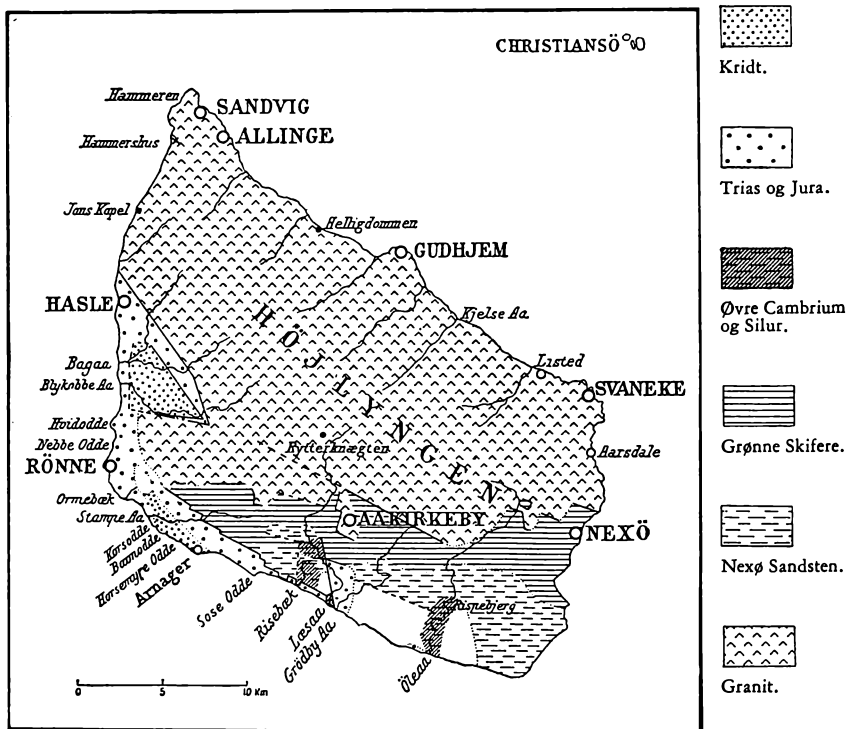 CHRISTIANSÖ
Hammeren
SANDVIG
ALLINGE
Hammershus
Jons Kapel
Helligdommen
GUDHJEM
HASLE
HÖJLYNGEN
Kjelse Aa
Bagaa
Blykobbe Aa
Listed
SVANEKE
Hvidodde
Nebbe Odde
Rytterknægten
Aarsdale
RÖNNE
Ormebæk
Stampe Aa
AAKIRKEBY
NEXÖ
Korsodde
Bavnodde
Horsemyre Odde
Arnager
Sose Odde
Risebæk
Læsaa
Grödby Aa
Rispebjerg
Öleaa
0 5 10 Km
Kridt.
Trias og Jura.
Øvre Cambrium
og Silur.
Grønne Skifere.
Nexø Sandsten.
Granit.